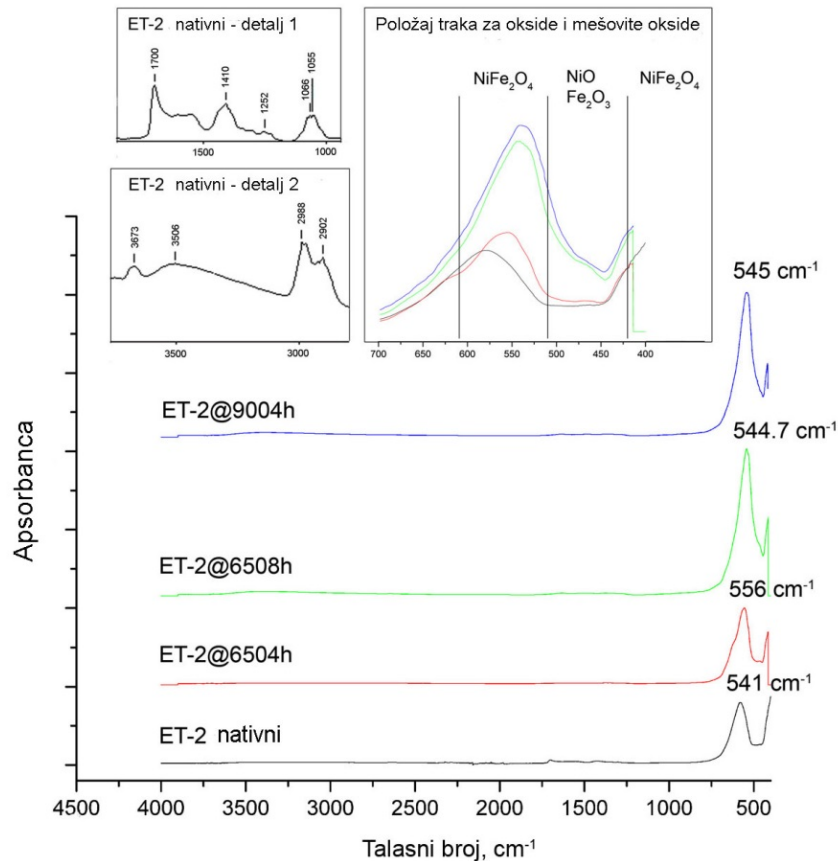 ET-2 nativni - detalj 1
1700
1410
1252
1066
1055
1500
1000
ET-2 nativni - detalj 2
3673
3506
2988
2902
3500
3000
Položaj traka za okside i mešovite okside
NiFe₂O₄
NiO
Fe₂O₃
NiFe₂O₄
700 650 600 550 500 450 400
545 cm⁻¹
ET-2@9004h
544.7 cm⁻¹
ET-2@6508h
556 cm⁻¹
ET-2@6504h
541 cm⁻¹
ET-2 nativni
Apsorbanca
4500 4000 3500 3000 2500 2000 1500 1000 500
Talasni broj, cm⁻¹